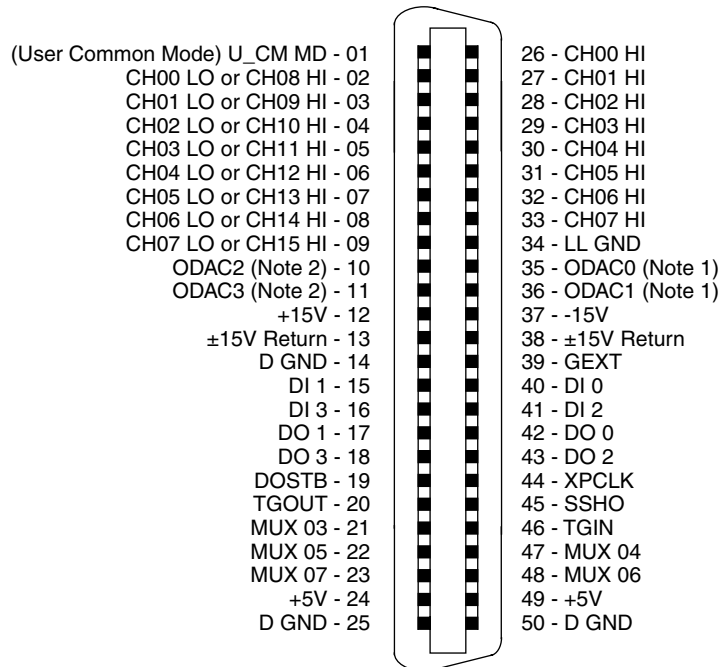 (User Common Mode) U_CM MD - 01
CH00 LO or CH08 HI - 02
CH01 LO or CH09 HI - 03
CH02 LO or CH10 HI - 04
CH03 LO or CH11 HI - 05
CH04 LO or CH12 HI - 06
CH05 LO or CH13 HI - 07
CH06 LO or CH14 HI - 08
CH07 LO or CH15 HI - 09
ODAC2 (Note 2) - 10
ODAC3 (Note 2) - 11
+15V - 12
±15V Return - 13
D GND - 14
DI 1 - 15
DI 3 - 16
DO 1 - 17
DO 3 - 18
DOSTB - 19
TGOUT - 20
MUX 03 - 21
MUX 05 - 22
MUX 07 - 23
+5V - 24
D GND - 25
26 - CH00 HI
27 - CH01 HI
28 - CH02 HI
29 - CH03 HI
30 - CH04 HI
31 - CH05 HI
32 - CH06 HI
33 - CH07 HI
34 - LL GND
35 - ODAC0 (Note 1)
36 - ODAC1 (Note 1)
37 - -15V
38 - ±15V Return
39 - GEXT
40 - DI 0
41 - DI 2
42 - DO 0
43 - DO 2
44 - XPCLK
45 - SSHO
46 - TGIN
47 - MUX 04
48 - MUX 06
49 - +5V
50 - D GND